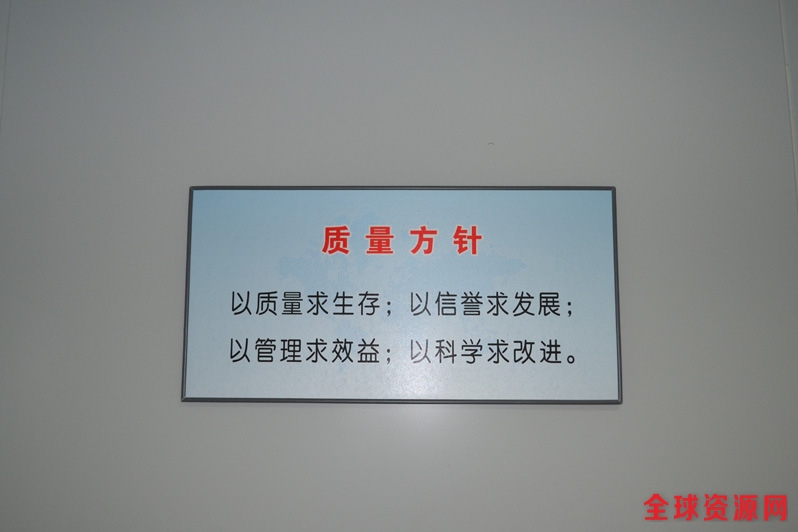 质量方针
以质量求生存；以信誉求发展；
以管理求效益；以科学求改进。
全球资源网